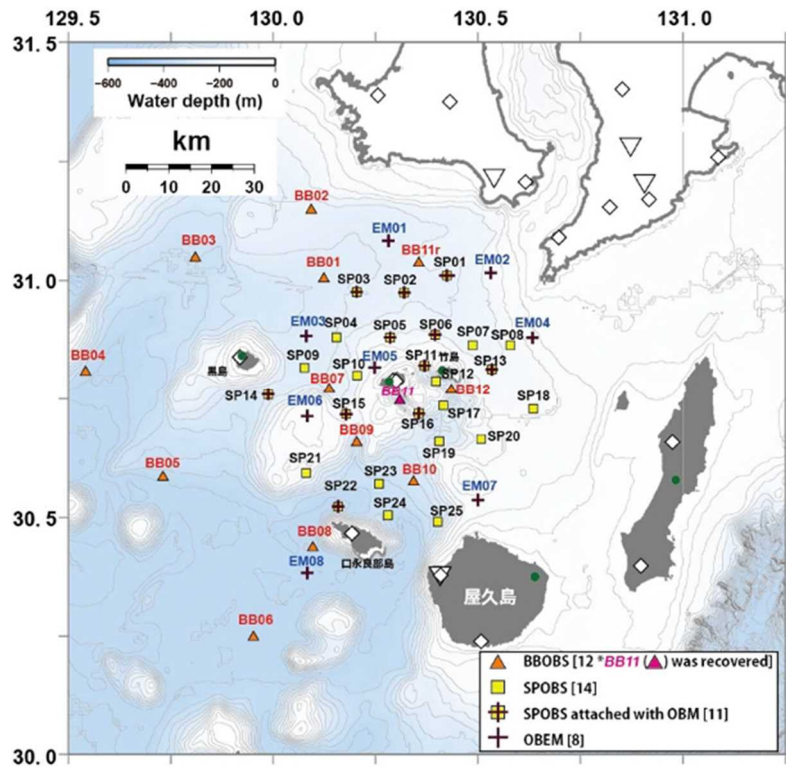 129.5 130.0 130.5 131.0
31.5
−600 −400 −200 0
Water depth (m)
km
0 10 20 30
BB02
EM01
BB03
BB11r
SP01
EM02
BB01
SP03
SP02
31.0
EM03
SP04
SP05
SP06
SP07
SP08
EM04
BB04
SP09
SP10
EM05
SP11
竹島
SP13
黒島
SP12
BB07
BB11
BB12
SP14
SP15
SP18
EM06
SP16
SP17
BB09
SP20
SP19
BB05
SP21
SP23
BB10
SP22
EM07
SP24
SP25
30.5
BB08
EM08
口永良部島
屋久島
BB06
BBOBS [12 *BB11 (▲) was recovered]
SPOBS [14]
SPOBS attached with OBM [11]
OBEM [8]
30.0